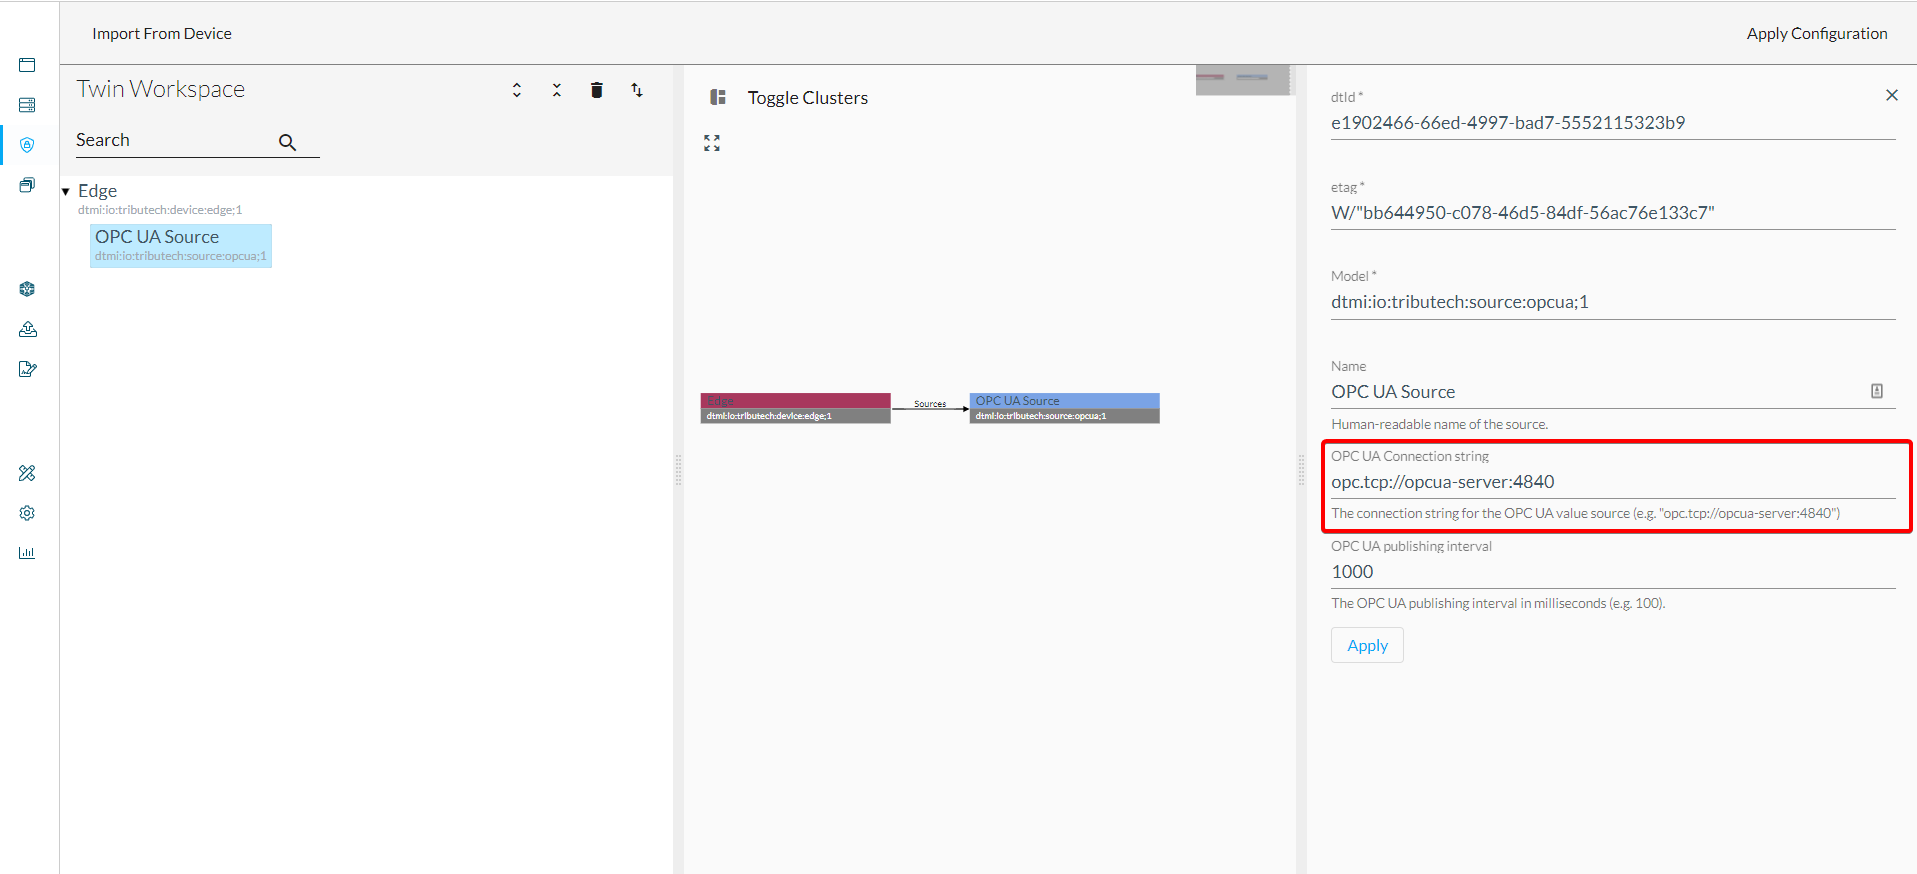 Import From Device
Apply Configuration
Twin Workspace
Search
Edge
dtmi:io:tributech:device:edge;1
OPC UA Source
dtmi:io:tributech:source:opcua;1
Toggle Clusters
Edge
dtmi:io:tributech:device:edge;1
Sources
OPC UA Source
dtmi:io:tributech:source:opcua;1
dtId *
e1902466-66ed-4997-bad7-5552115323b9
etag *
W/"bb644950-c078-46d5-84df-56ac76e133c7"
Model *
dtmi:io:tributech:source:opcua;1
Name
OPC UA Source
Human-readable name of the source.
OPC UA Connection string
opc.tcp://opcua-server:4840
The connection string for the OPC UA value source (e.g. "opc.tcp://opcua-server:4840")
OPC UA publishing interval
1000
The OPC UA publishing interval in milliseconds (e.g. 100).
Apply